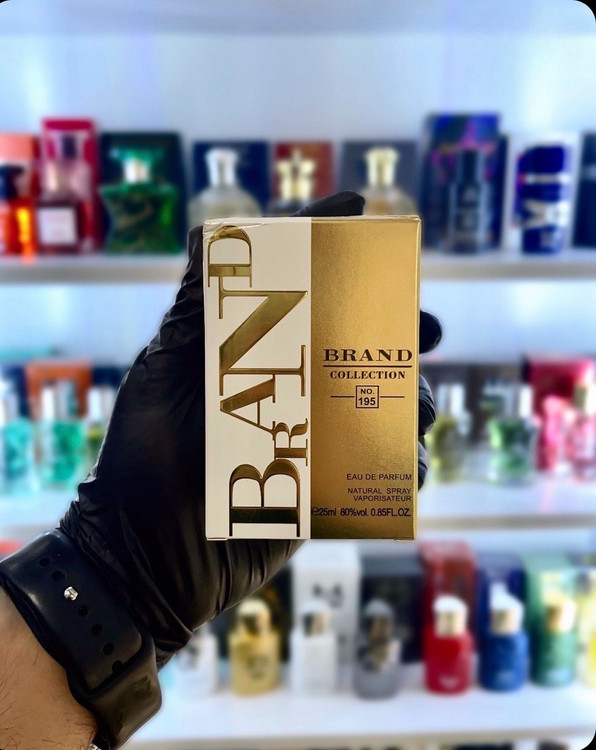 BRAND
BRAND
COLLECTION
NO.
195
EAU DE PARFUM
NATURAL SPRAY
VAPORISATEUR
℮25ml 80%vol. 0.85FL.OZ.